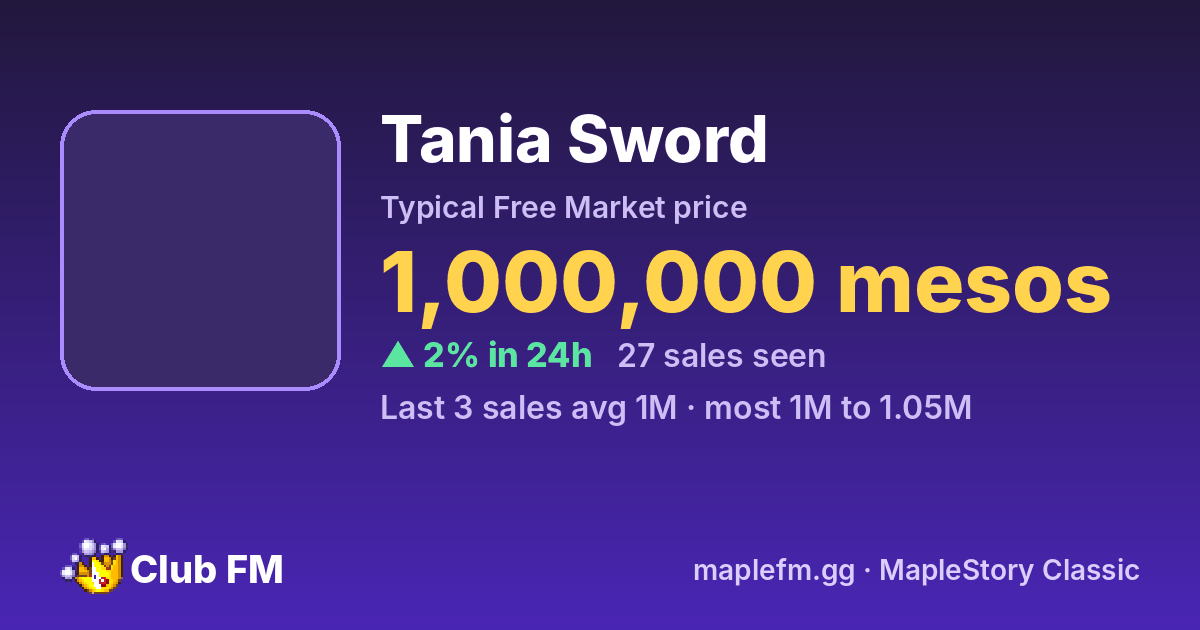 Tania Sword
Typical Free Market price
1,000,000 mesos
▲ 2% in 24h 27 sales seen
Last 3 sales avg 1M · most 1M to 1.05M
Club FM
maplefm.gg · MapleStory Classic